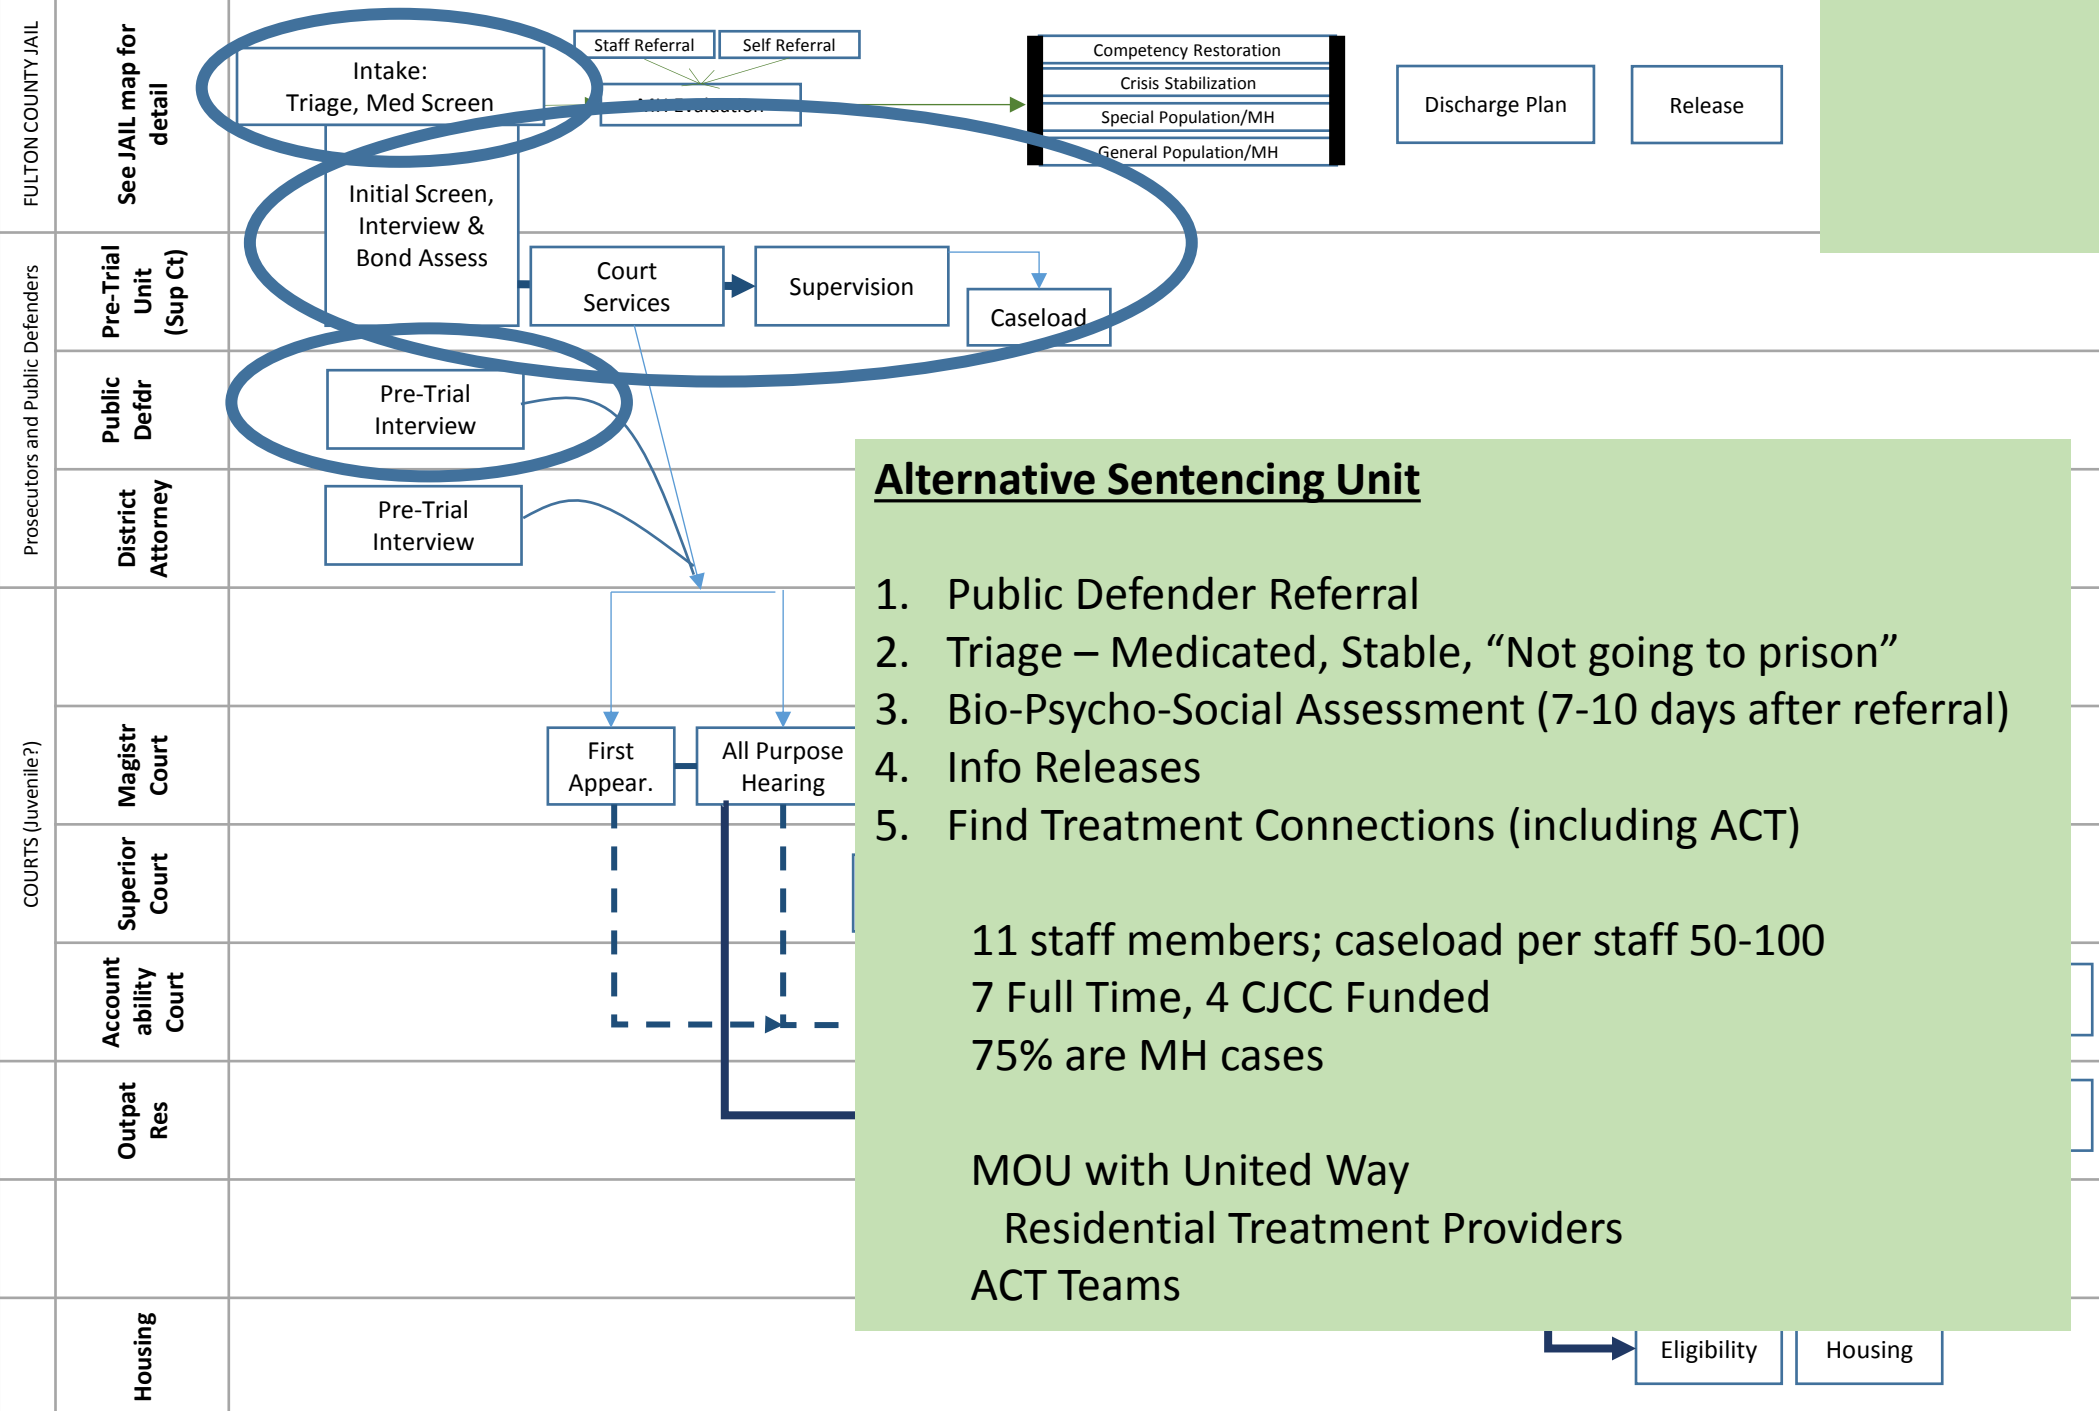 FULTON COUNTY JAIL
See JAIL map for
detail
Intake:
Triage, Med Screen
Staff Referral
Self Referral
MH Evaluation
Competency Restoration
Crisis Stabilization
Special Population/MH
General Population/MH
Discharge Plan
Release
Initial Screen,
Interview &
Bond Assess
Prosecutors and Public Defenders
Pre-Trial
Unit
(Sup Ct)
Court
Services
Supervision
Caseload
Public
Defdr
Pre-Trial
Interview
District
Attorney
Pre-Trial
Interview
Alternative Sentencing Unit
1. Public Defender Referral
2. Triage – Medicated, Stable, “Not going to prison”
3. Bio-Psycho-Social Assessment (7-10 days after referral)
4. Info Releases
5. Find Treatment Connections (including ACT)
11 staff members; caseload per staff 50-100
7 Full Time, 4 CJCC Funded
75% are MH cases
MOU with United Way
Residential Treatment Providers
ACT Teams
COURTS (Juvenile?)
Magistr
Court
First
Appear.
All Purpose
Hearing
Superior
Court
Account
ability
Court
Outpat
Res
Housing
Eligibility
Housing